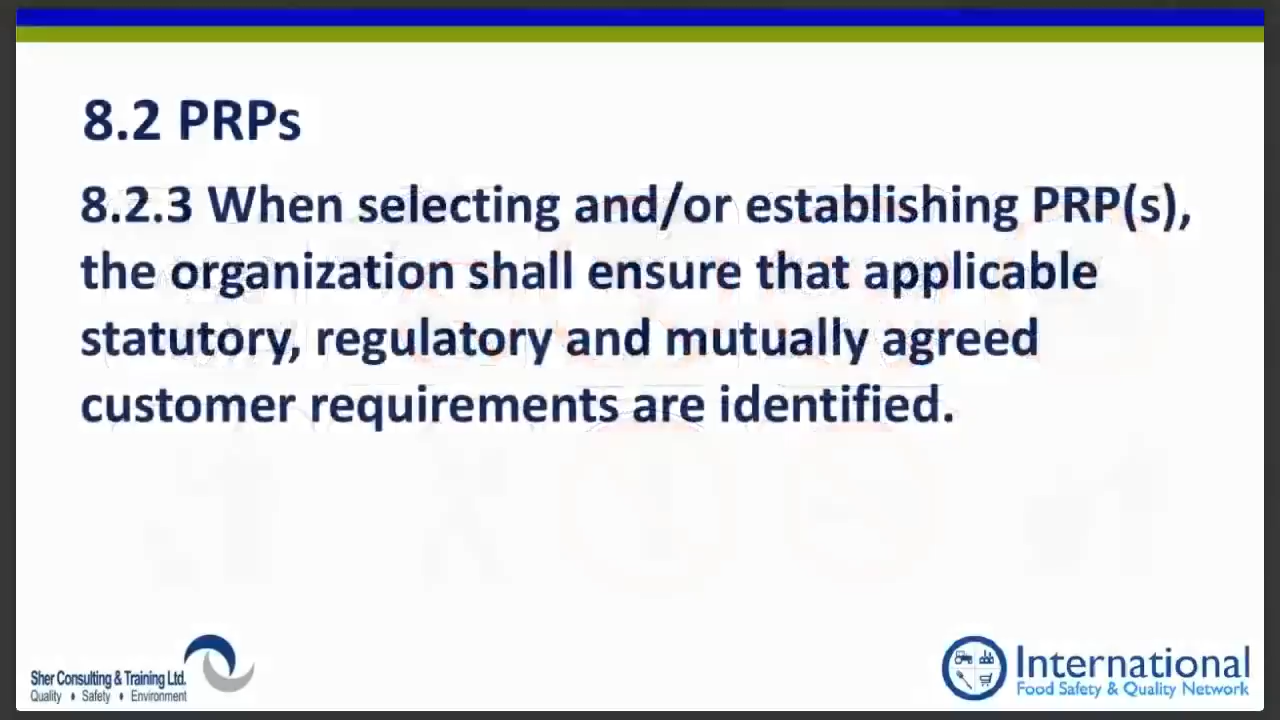 8.2 PRPs
8.2.3 When selecting and/or establishing PRP(s),
the organization shall ensure that applicable
statutory, regulatory and mutually agreed
customer requirements are identified.
Sher Consulting & Training Ltd.
Quality • Safety • Environment
International
Food Safety & Quality Network